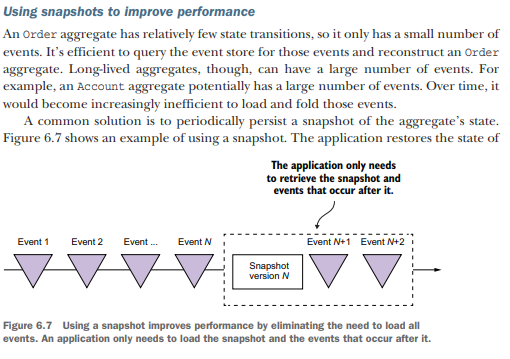 Using snapshots to improve performance
An Order aggregate has relatively few state transitions, so it only has a small number of
events. It's efficient to query the event store for those events and reconstruct an Order
aggregate. Long-lived aggregates, though, can have a large number of events. For
example, an Account aggregate potentially has a large number of events. Over time, it
would become increasingly inefficient to load and fold those events.
A common solution is to periodically persist a snapshot of the aggregate's state.
Figure 6.7 shows an example of using a snapshot. The application restores the state of
The application only needs
to retrieve the snapshot and
events that occur after it.
Event 1 Event 2 Event ... Event N Event N+1 Event N+2
Snapshot
version N
Figure 6.7 Using a snapshot improves performance by eliminating the need to load all
events. An application only needs to load the snapshot and the events that occur after it.